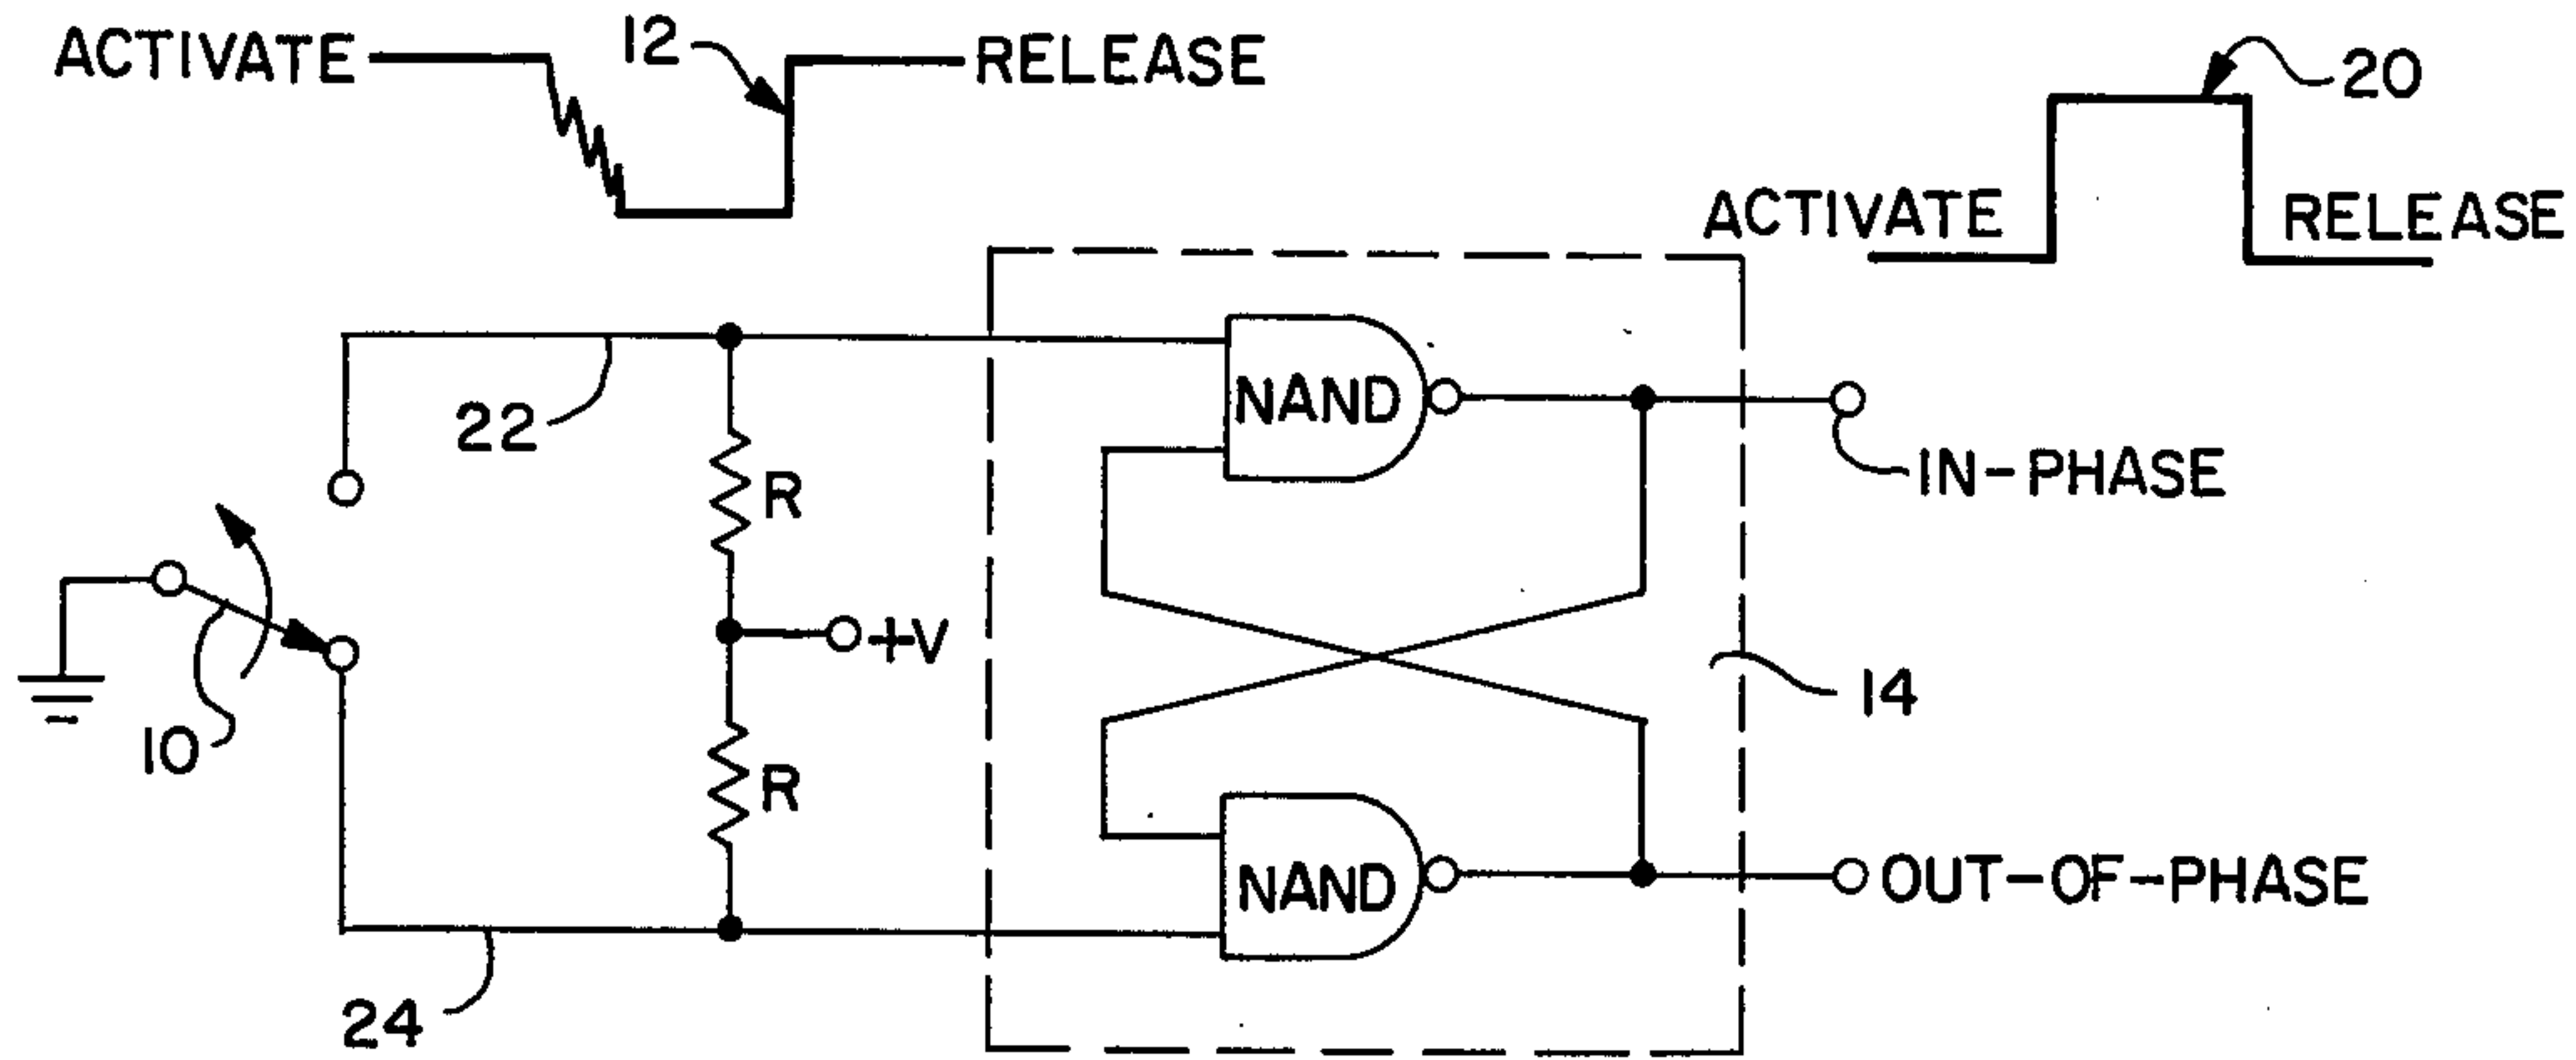 ACTIVATE
12
RELEASE
20
ACTIVATE
RELEASE
22
NAND
R
IN-PHASE
10
+V
14
R
NAND
OUT-OF-PHASE
24